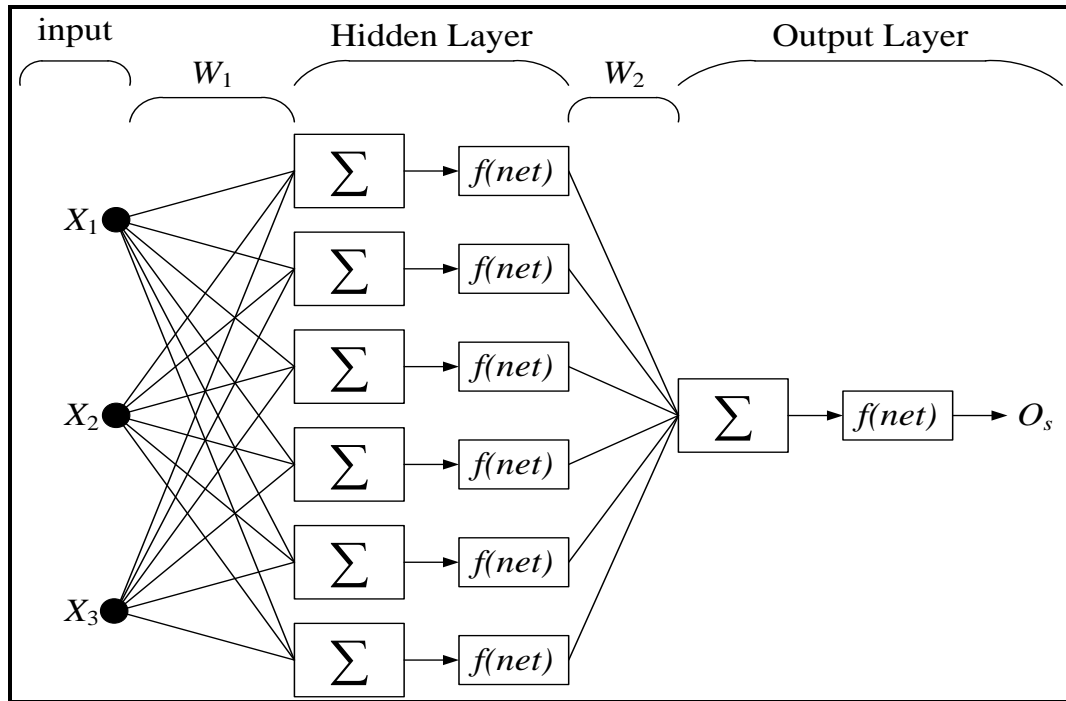 input
Hidden Layer
Output Layer
W₁
W₂
∑
f(net)
X₁
∑
f(net)
∑
f(net)
X₂
∑
f(net)
Oₛ
∑
f(net)
∑
f(net)
X₃
∑
f(net)